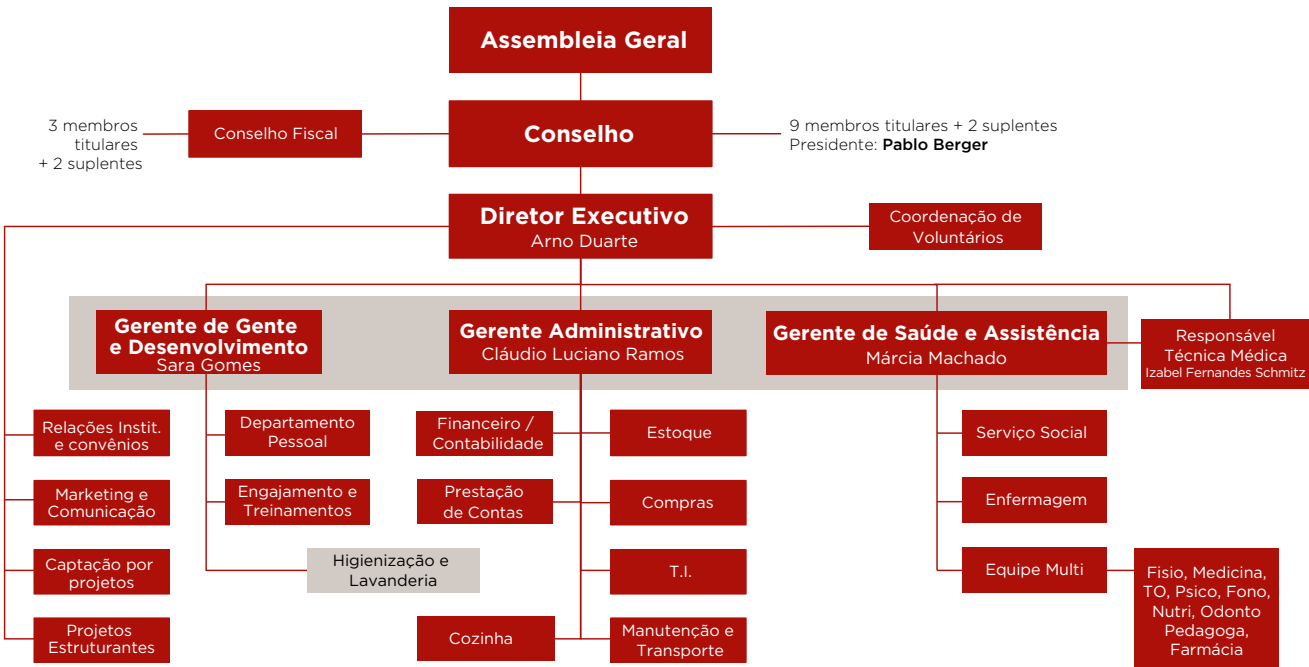 Assembleia Geral
3 membros
titulares
+ 2 suplentes
Conselho Fiscal
Conselho
9 membros titulares + 2 suplentes
Presidente: Pablo Berger
Diretor Executivo
Arno Duarte
Coordenação de
Voluntários
Gerente de Gente
e Desenvolvimento
Sara Gomes
Gerente Administrativo
Cláudio Luciano Ramos
Gerente de Saúde e Assistência
Márcia Machado
Responsável
Técnica Médica
Izabel Fernandes Schmitz
Relações Instit.
e convênios
Marketing e
Comunicação
Captação por
projetos
Projetos
Estruturantes
Departamento
Pessoal
Engajamento e
Treinamentos
Higienização e
Lavanderia
Financeiro /
Contabilidade
Prestação
de Contas
Cozinha
Estoque
Compras
T.I.
Manutenção e
Transporte
Serviço Social
Enfermagem
Equipe Multi
Fisio, Medicina,
TO, Psico, Fono,
Nutri, Odonto
Pedagoga,
Farmácia